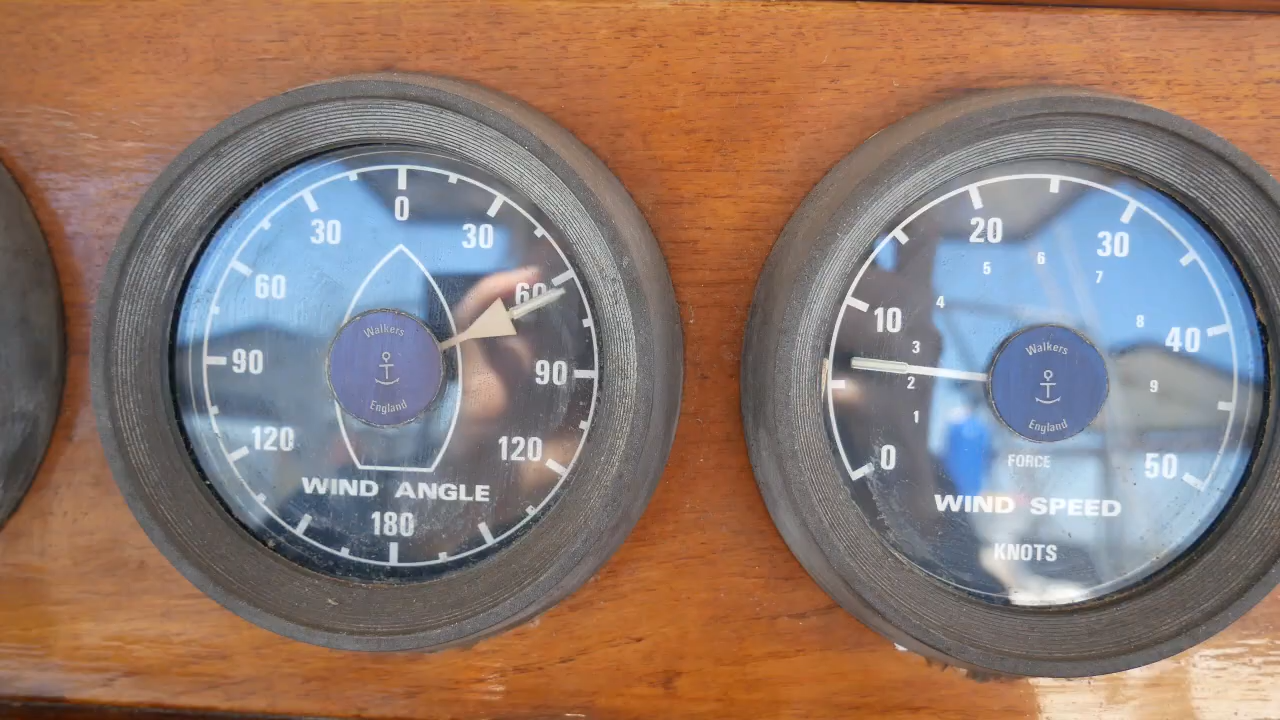 0
30 30
60 60
90 90
120 120
180
Walkers
England
WIND ANGLE
0
10
20
30
40
50
1
2
3
4
5
6
7
8
9
Walkers
England
FORCE
WIND SPEED
KNOTS